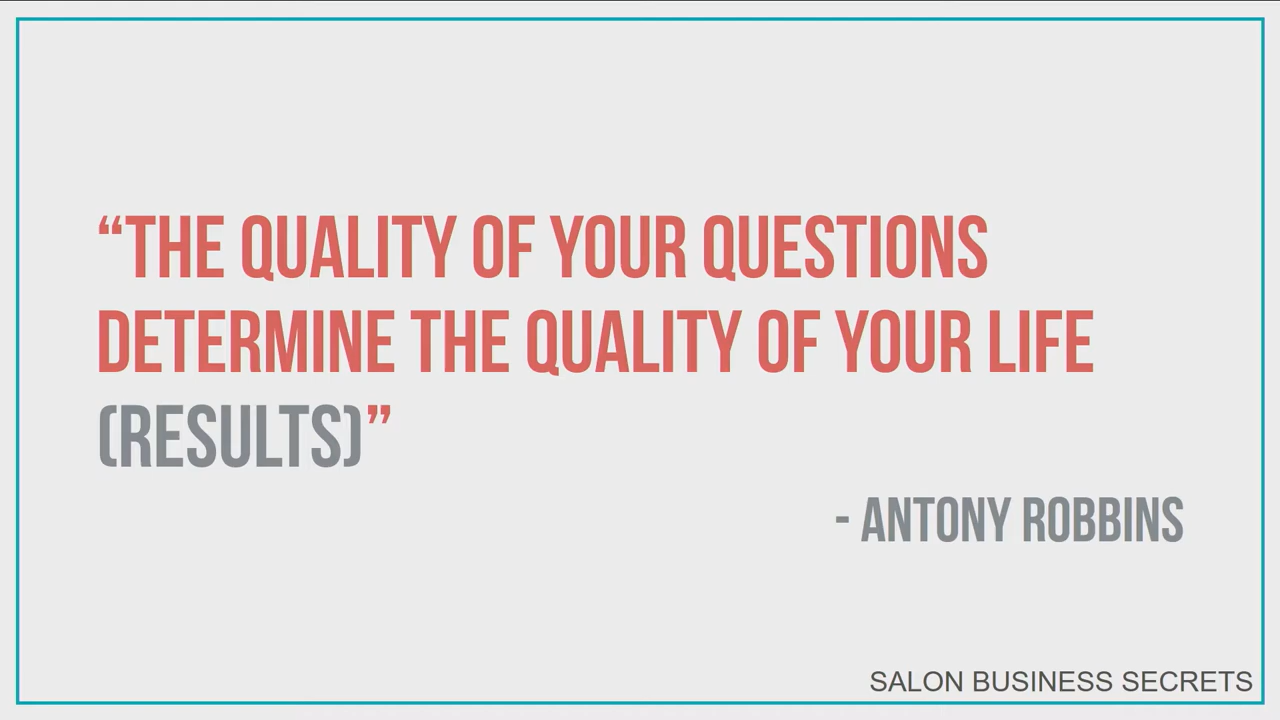 “THE QUALITY OF YOUR QUESTIONS
DETERMINE THE QUALITY OF YOUR LIFE
(RESULTS)”
- ANTONY ROBBINS
SALON BUSINESS SECRETS